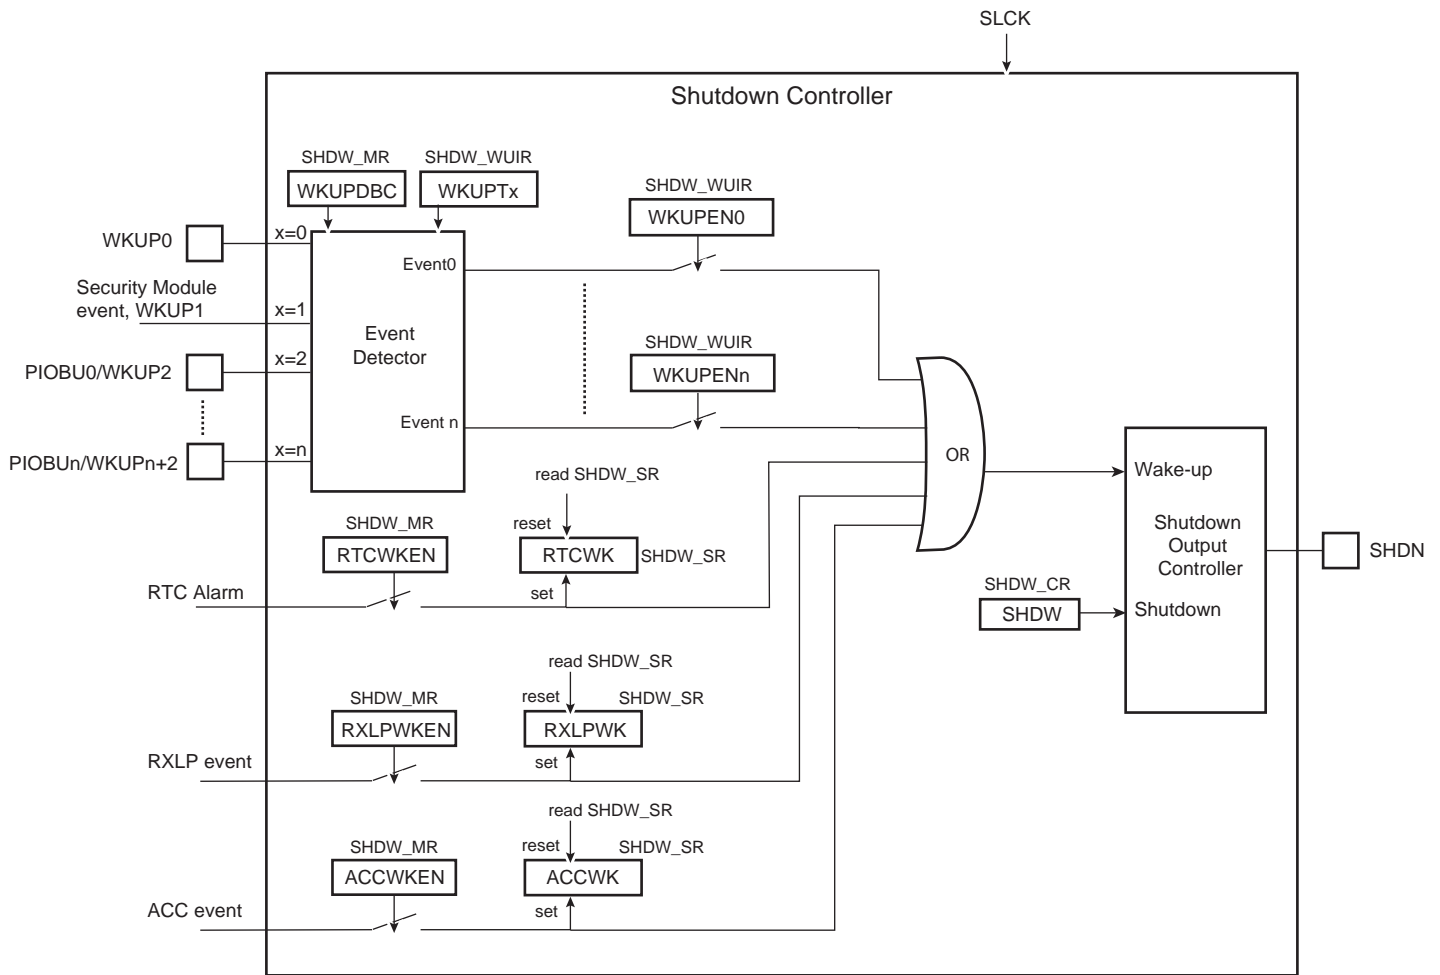 SLCK
Shutdown Controller
SHDW_MR
SHDW_WUIR
WKUPDBC
WKUPTx
SHDW_WUIR
WKUPEN0
WKUP0
x=0
Event0
Security Module
event, WKUP1
x=1
Event
Detector
SHDW_WUIR
WKUPENn
PIOBU0/WKUP2
x=2
Event n
PIOBUn/WKUPn+2
x=n
OR
Wake-up
Shutdown
Output
Controller
SHDN
read SHDW_SR
SHDW_MR
reset
RTCWKEN
RTCWK
SHDW_SR
RTC Alarm
set
SHDW_CR
SHDW
Shutdown
read SHDW_SR
SHDW_MR
reset
SHDW_SR
RXLPWKEN
RXLPWK
RXLP event
set
read SHDW_SR
SHDW_MR
reset
SHDW_SR
ACCWKEN
ACCWK
ACC event
set